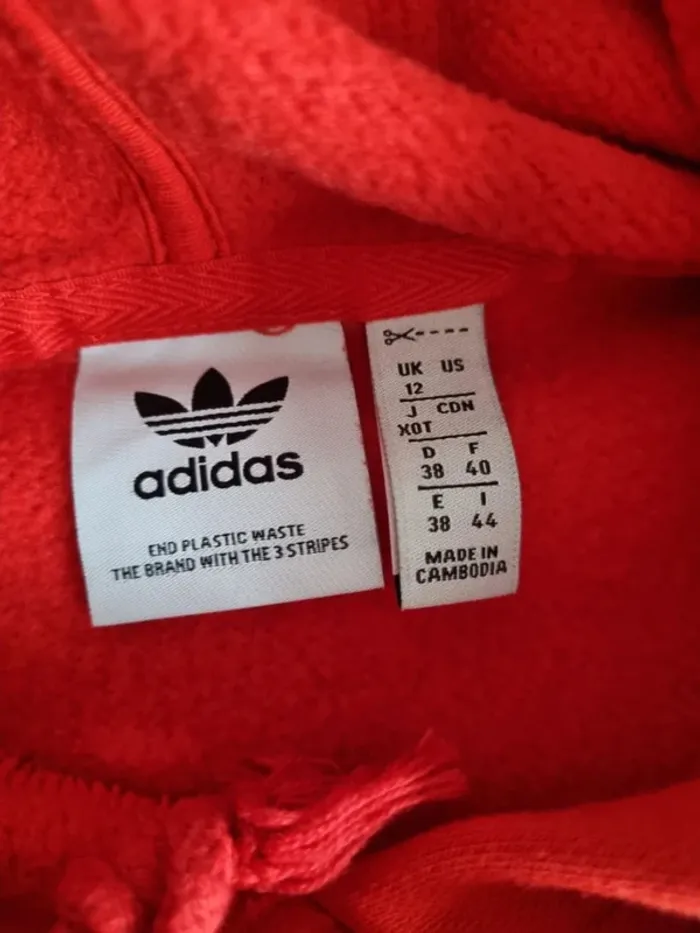 adidas
END PLASTIC WASTE
THE BRAND WITH THE 3 STRIPES
UK US
12
J CDN
XOT
D F
38 40
E I
38 44
MADE IN
CAMBODIA